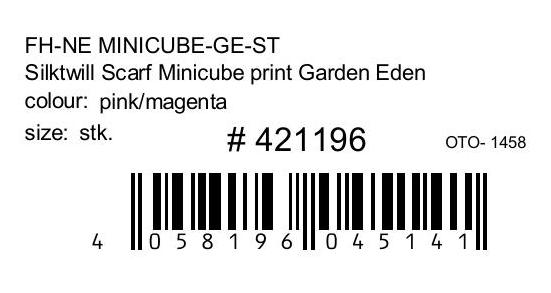 FH-NE MINICUBE-GE-ST
Silktwill Scarf Minicube print Garden Eden
colour: pink/magenta
size: stk.
# 421196
OTO- 1458
4 058196 045141